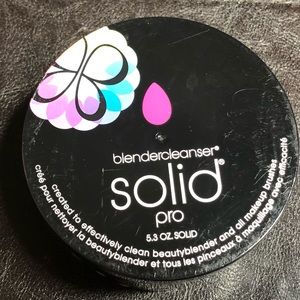 blendercleanser®
solid®
pro
5.3 OZ. SOLID
created to effectively clean beautyblender and all makeup brushes
créé pour nettoyer la beautyblender et tous les pinceaux à maquillage avec efficacité